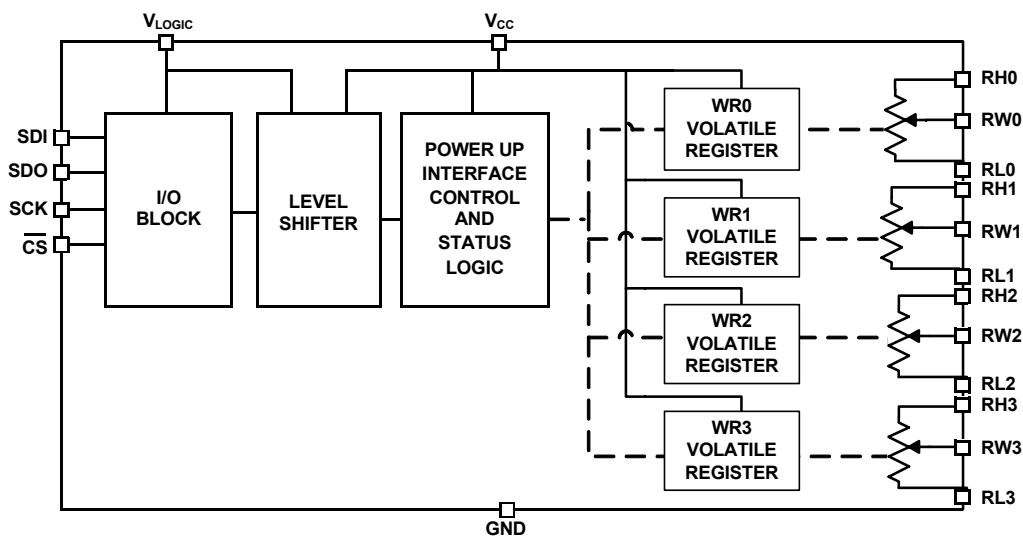 VLOGIC
VCC
SDI
SDO
SCK
CS
I/O
BLOCK
LEVEL
SHIFTER
POWER UP
INTERFACE
CONTROL
AND
STATUS
LOGIC
WR0
VOLATILE
REGISTER
WR1
VOLATILE
REGISTER
WR2
VOLATILE
REGISTER
WR3
VOLATILE
REGISTER
RH0
RW0
RL0
RH1
RW1
RL1
RH2
RW2
RL2
RH3
RW3
RL3
GND